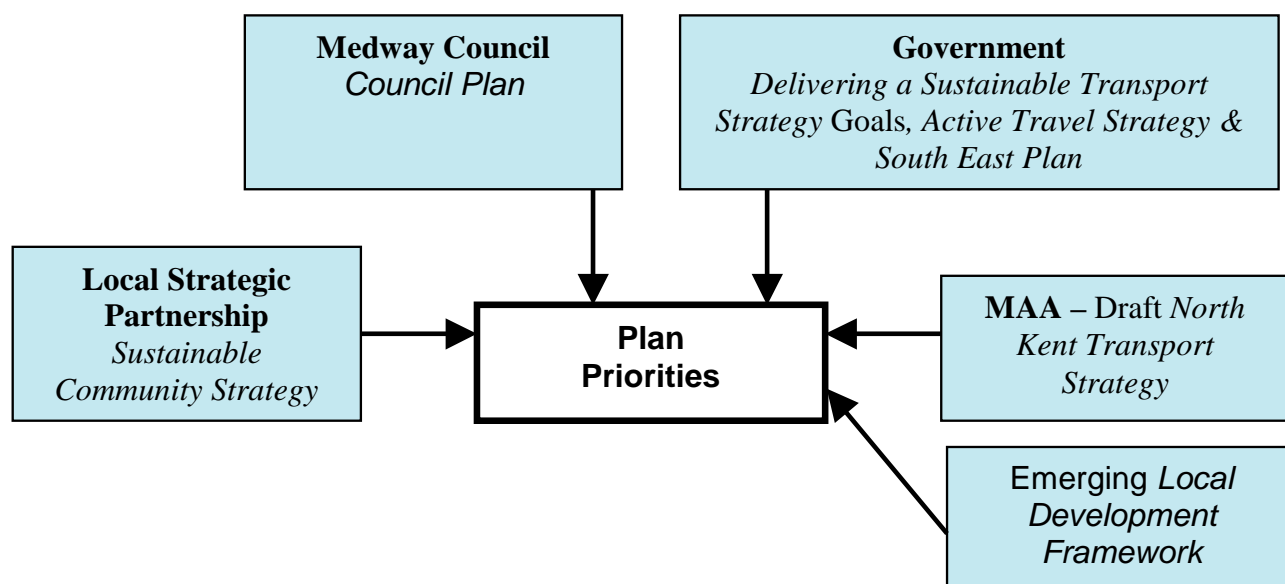 Medway Council
Council Plan
Government
Delivering a Sustainable Transport
Strategy Goals, Active Travel Strategy &
South East Plan
Local Strategic
Partnership
Sustainable
Community Strategy
Plan
Priorities
MAA – Draft North
Kent Transport
Strategy
Emerging Local
Development
Framework